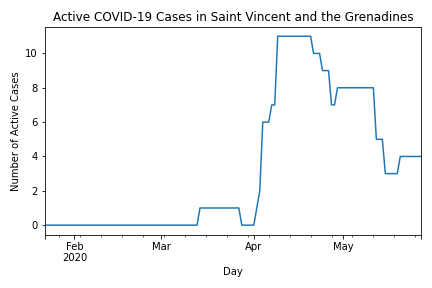 Active COVID-19 Cases in Saint Vincent and the Grenadines
Number of Active Cases
10
8
6
4
2
0
Feb
2020
Mar
Apr
May
Day